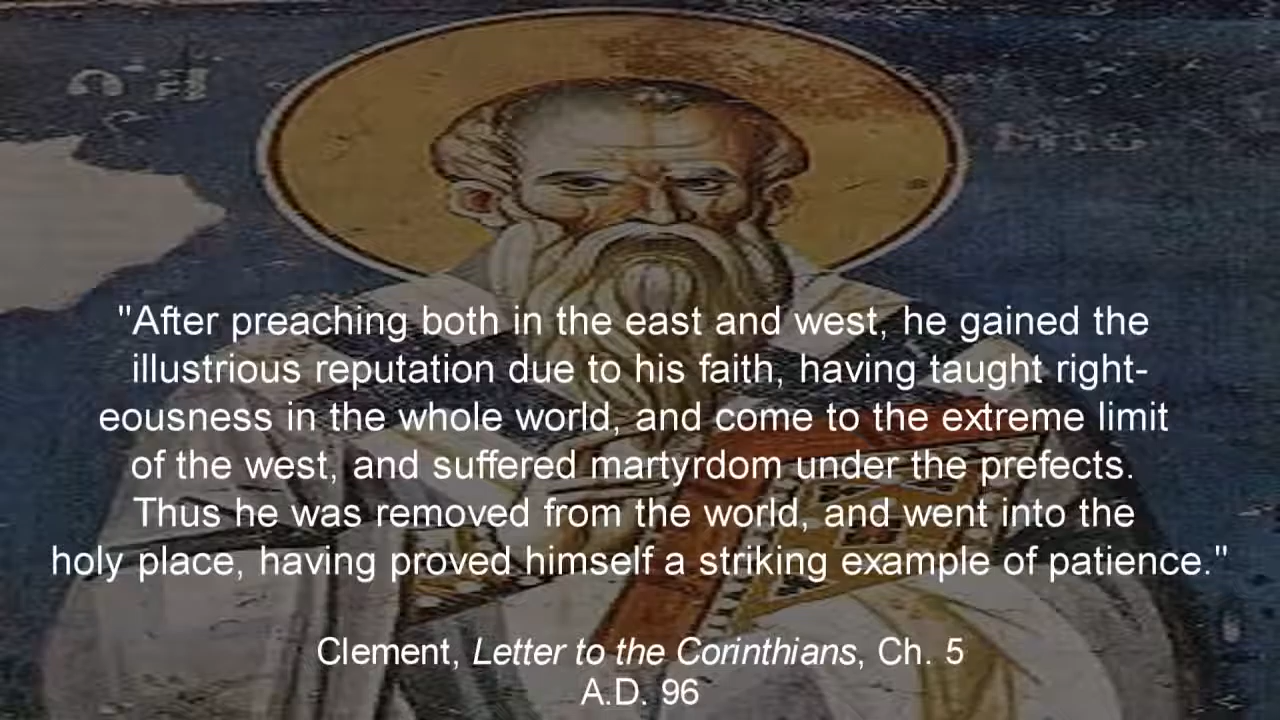 "After preaching both in the east and west, he gained the
illustrious reputation due to his faith, having taught right-
eousness in the whole world, and come to the extreme limit
of the west, and suffered martyrdom under the prefects.
Thus he was removed from the world, and went into the
holy place, having proved himself a striking example of patience."
Clement, Letter to the Corinthians, Ch. 5
A.D. 96